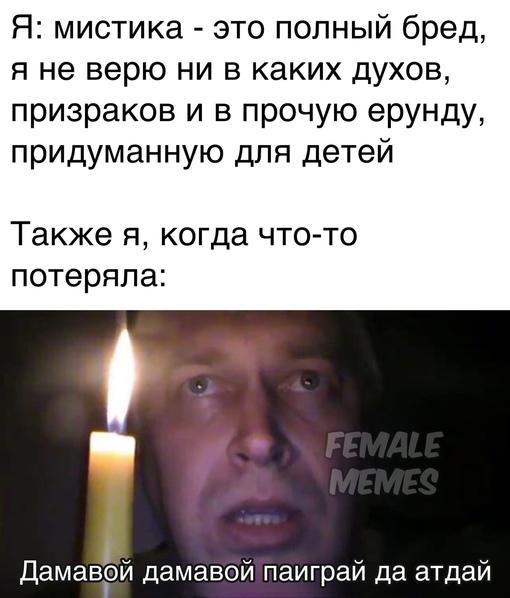 Я: мистика - это полный бред,
я не верю ни в каких духов,
призраков и в прочую ерунду,
придуманную для детей
Также я, когда что-то
потеряла:
FEMALE
MEMES
Дамавой дамавой паиграй да атдай